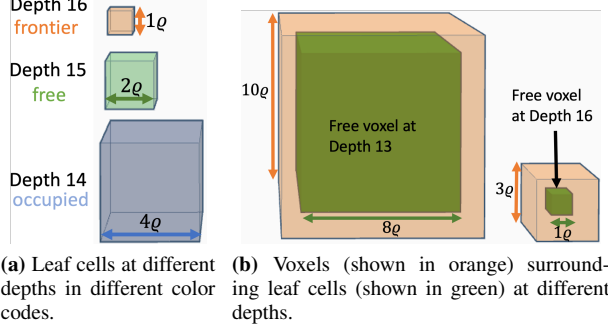 Depth 16
frontier
1ϱ
Depth 15
free
2ϱ
Depth 14
occupied
4ϱ
10ϱ
Free voxel at
Depth 13
8ϱ
Free voxel
at Depth 16
3ϱ
1ϱ
(a) Leaf cells at different
depths in different color
codes.
(b) Voxels (shown in orange) surround-
ing leaf cells (shown in green) at different
depths.